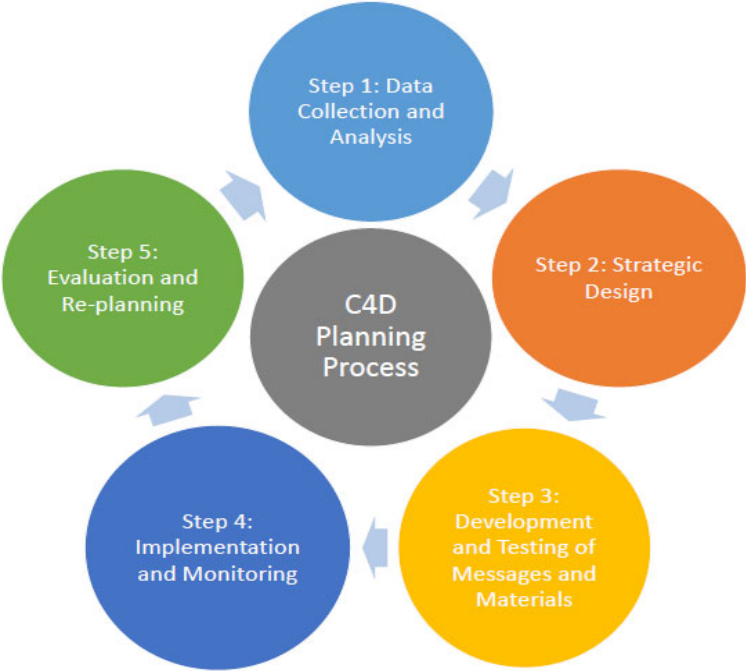 Step 1: Data
Collection and
Analysis
Step 2: Strategic
Design
Step 3:
Development
and Testing of
Messages and
Materials
Step 4:
Implementation
and Monitoring
Step 5:
Evaluation and
Re-planning
C4D
Planning
Process